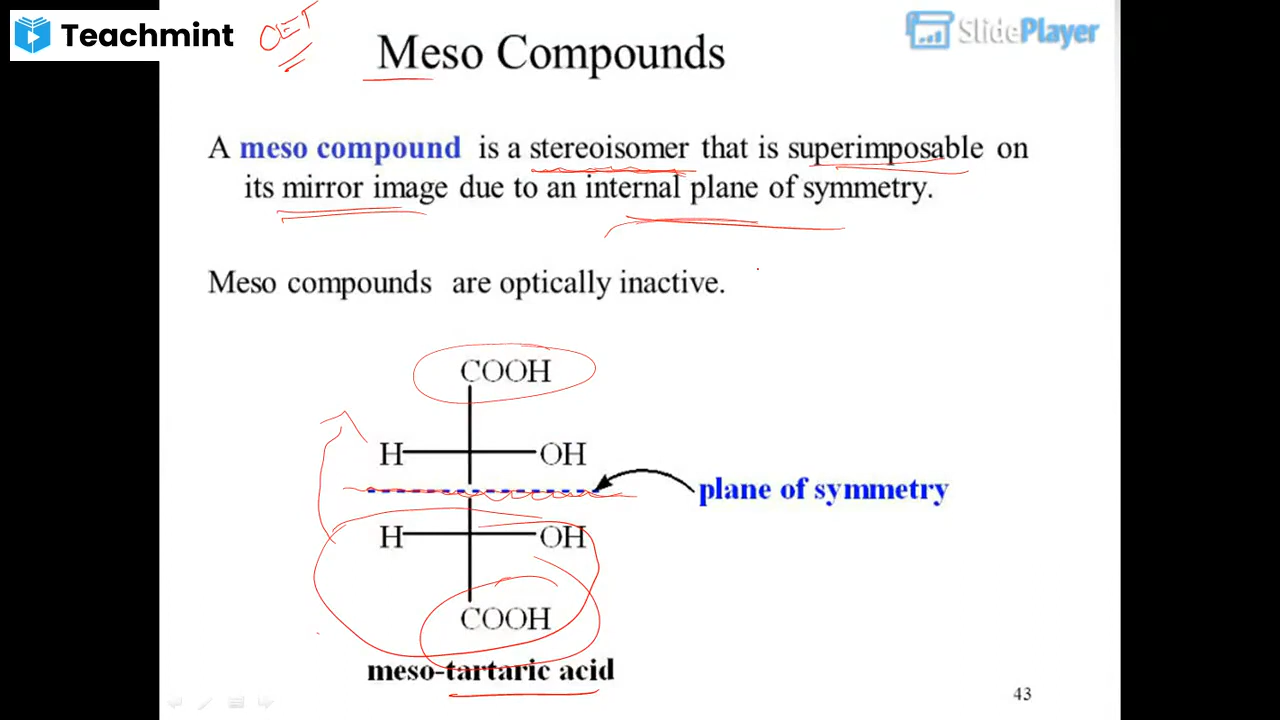 Teachmint
SlidePlayer
Meso Compounds
A meso compound is a stereoisomer that is superimposable on
its mirror image due to an internal plane of symmetry.
Meso compounds are optically inactive.
COOH
H OH
plane of symmetry
H OH
COOH
meso-tartaric acid
43